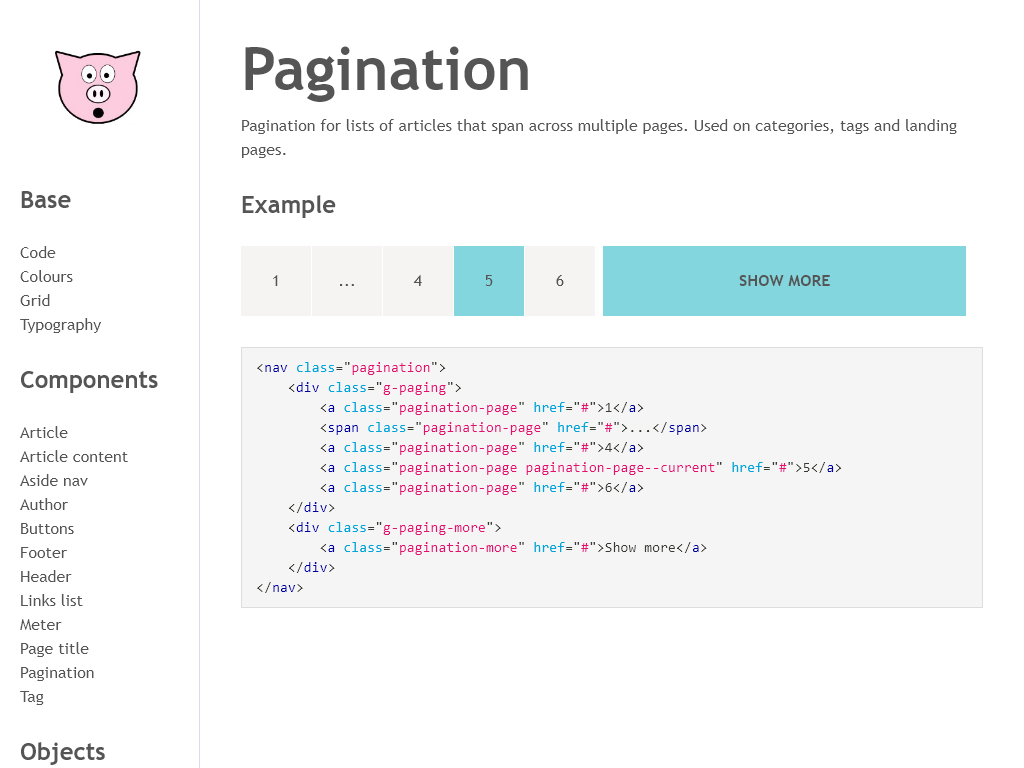 Base
Code
Colours
Grid
Typography
Components
Article
Article content
Aside nav
Author
Buttons
Footer
Header
Links list
Meter
Page title
Pagination
Tag
Objects
Pagination
Pagination for lists of articles that span across multiple pages. Used on categories, tags and landing
pages.
Example
1 ... 4 5 6 SHOW MORE
<nav class="pagination">
    <div class="g-paging">
        <a class="pagination-page" href="#">1</a>
        <span class="pagination-page" href="#">...</span>
        <a class="pagination-page" href="#">4</a>
        <a class="pagination-page pagination-page--current" href="#">5</a>
        <a class="pagination-page" href="#">6</a>
    </div>
    <div class="g-paging-more">
        <a class="pagination-more" href="#">Show more</a>
    </div>
</nav>